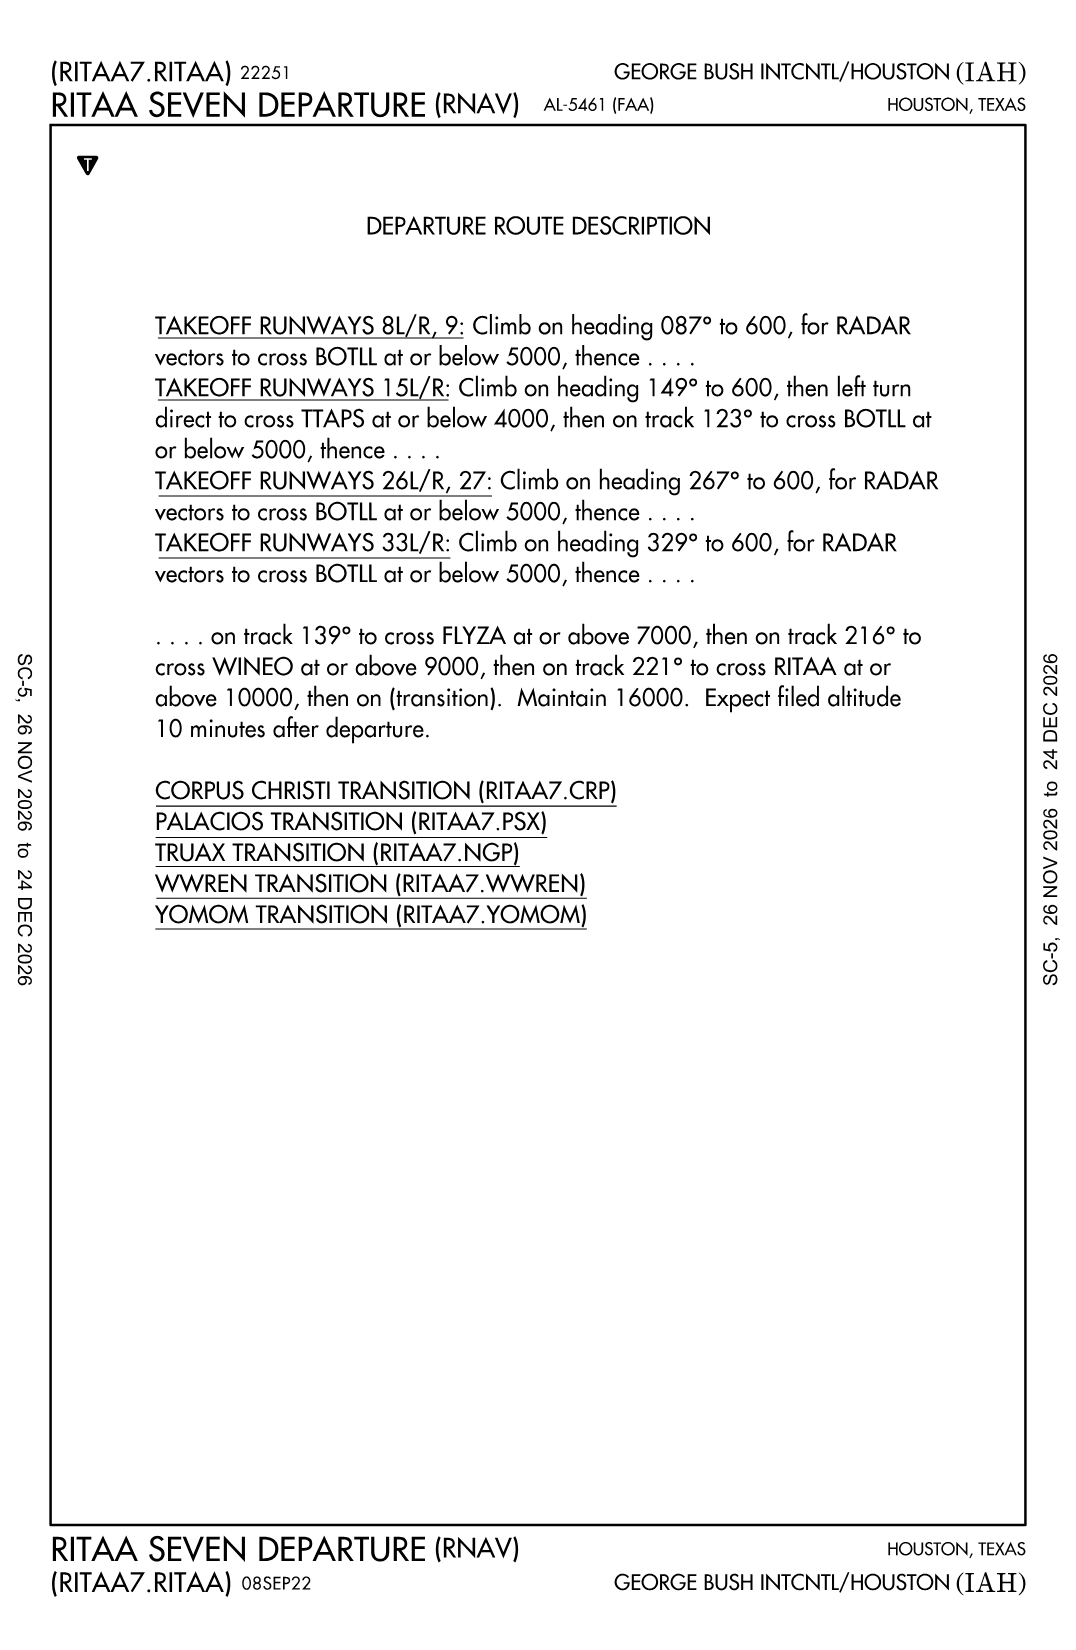 (RITAA7.RITAA) 22251
GEORGE BUSH INTCNTL/HOUSTON (IAH)
RITAA SEVEN DEPARTURE (RNAV) AL-5461 (FAA)
HOUSTON, TEXAS
T
DEPARTURE ROUTE DESCRIPTION
TAKEOFF RUNWAYS 8L/R, 9: Climb on heading 087° to 600, for RADAR
vectors to cross BOTLL at or below 5000, thence . . . .
TAKEOFF RUNWAYS 15L/R: Climb on heading 149° to 600, then left turn
direct to cross TTAPS at or below 4000, then on track 123° to cross BOTLL at
or below 5000, thence . . . .
TAKEOFF RUNWAYS 26L/R, 27: Climb on heading 267° to 600, for RADAR
vectors to cross BOTLL at or below 5000, thence . . . .
TAKEOFF RUNWAYS 33L/R: Climb on heading 329° to 600, for RADAR
vectors to cross BOTLL at or below 5000, thence . . . .
. . . . on track 139° to cross FLYZA at or above 7000, then on track 216° to
cross WINEO at or above 9000, then on track 221° to cross RITAA at or
above 10000, then on (transition). Maintain 16000. Expect filed altitude
10 minutes after departure.
CORPUS CHRISTI TRANSITION (RITAA7.CRP)
PALACIOS TRANSITION (RITAA7.PSX)
TRUAX TRANSITION (RITAA7.NGP)
WWREN TRANSITION (RITAA7.WWREN)
YOMOM TRANSITION (RITAA7.YOMOM)
SC-5, 26 NOV 2026 to 24 DEC 2026
SC-5, 26 NOV 2026 to 24 DEC 2026
RITAA SEVEN DEPARTURE (RNAV)
HOUSTON, TEXAS
(RITAA7.RITAA) 08SEP22
GEORGE BUSH INTCNTL/HOUSTON (IAH)